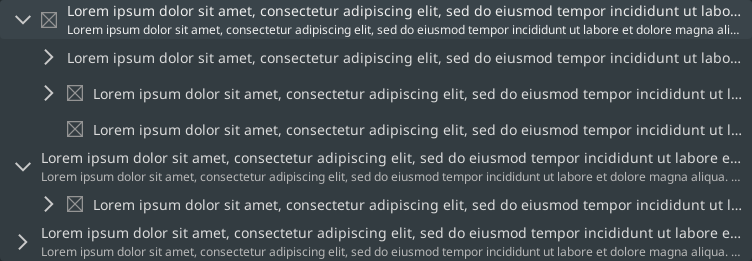 Lorem ipsum dolor sit amet, consectetur adipiscing elit, sed do eiusmod tempor incididunt ut labo...
Lorem ipsum dolor sit amet, consectetur adipiscing elit, sed do eiusmod tempor incididunt ut labore et dolore magna ali...
Lorem ipsum dolor sit amet, consectetur adipiscing elit, sed do eiusmod tempor incididunt ut labo...
Lorem ipsum dolor sit amet, consectetur adipiscing elit, sed do eiusmod tempor incididunt ut l...
Lorem ipsum dolor sit amet, consectetur adipiscing elit, sed do eiusmod tempor incididunt ut l...
Lorem ipsum dolor sit amet, consectetur adipiscing elit, sed do eiusmod tempor incididunt ut labore e...
Lorem ipsum dolor sit amet, consectetur adipiscing elit, sed do eiusmod tempor incididunt ut labore et dolore magna aliqua. ...
Lorem ipsum dolor sit amet, consectetur adipiscing elit, sed do eiusmod tempor incididunt ut l...
Lorem ipsum dolor sit amet, consectetur adipiscing elit, sed do eiusmod tempor incididunt ut labore e...
Lorem ipsum dolor sit amet, consectetur adipiscing elit, sed do eiusmod tempor incididunt ut labore et dolore magna aliqua. ...